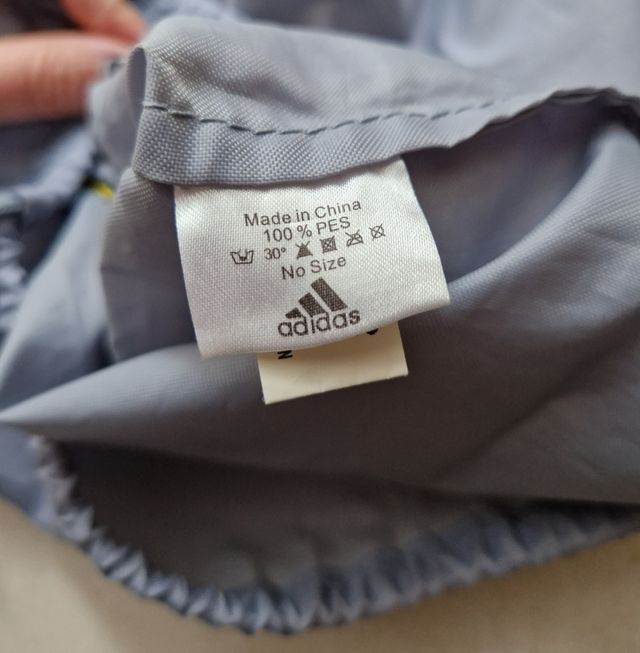 Made in China
100 % PES
30°
No Size
adidas
N